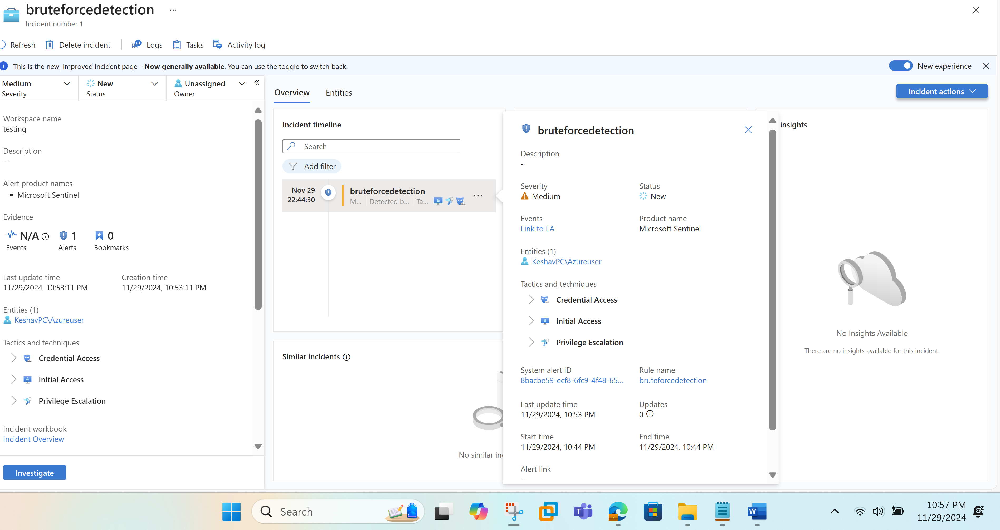 bruteforcedetection ...
Incident number 1
Refresh Delete incident Logs Tasks Activity log
This is the new, improved incident page - Now generally available. You can use the toggle to switch back.
New experience
Medium
Severity
New
Status
Unassigned
Owner
Workspace name
testing
Description
--
Alert product names
• Microsoft Sentinel
Evidence
N/A 1 0
Events Alerts Bookmarks
Last update time Creation time
11/29/2024, 10:53:11 PM 11/29/2024, 10:53:11 PM
Entities (1)
KeshavPC\Azureuser
Tactics and techniques
Credential Access
Initial Access
Privilege Escalation
Incident workbook
Incident Overview
Investigate
Overview Entities
Incident actions
Incident timeline
Search
Add filter
Nov 29
22:44:30
bruteforcedetection
M... Detected b... Ta...
...
Similar incidents
No similar in
bruteforcedetection
Description
-
Severity Status
Medium New
Events Product name
Link to LA Microsoft Sentinel
Entities (1)
KeshavPC\Azureuser
Tactics and techniques
Credential Access
Initial Access
Privilege Escalation
System alert ID Rule name
8bacbe59-ecf8-6fc9-4f48-65... bruteforcedetection
Last update time Updates
11/29/2024, 10:53 PM 0
Start time End time
11/29/2024, 10:44 PM 11/29/2024, 10:44 PM
Alert link
-
insights
No Insights Available
There are no insights available for this incident.
Search
10:57 PM
11/29/2024